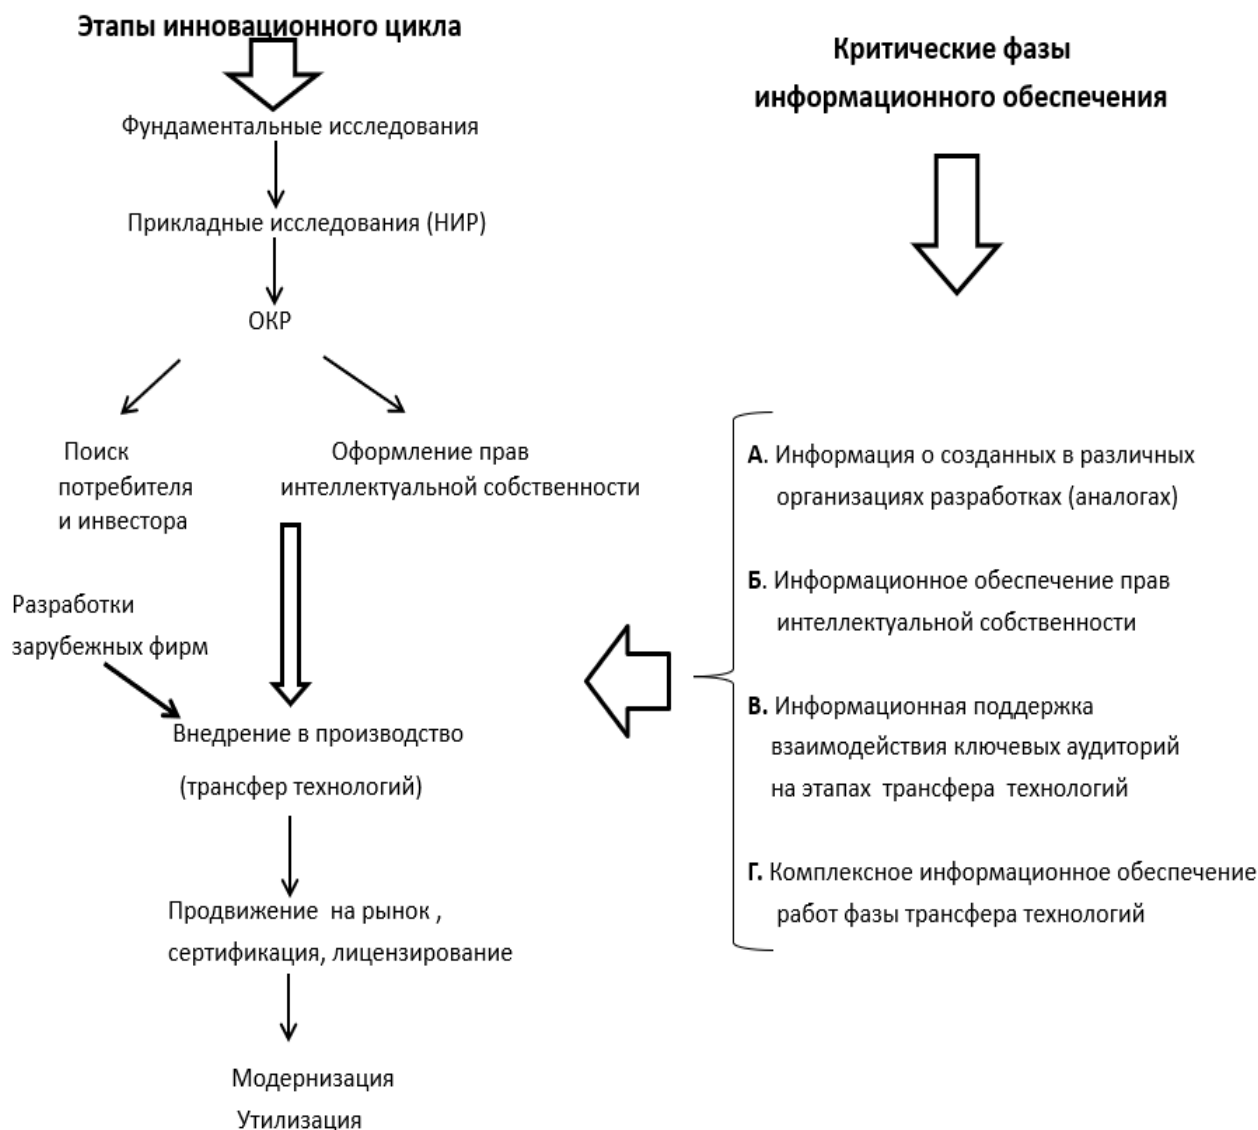 Этапы инновационного цикла
Фундаментальные исследования
Прикладные исследования (НИР)
ОКР
Поиск
потребителя
и инвестора
Оформление прав
интеллектуальной собственности
Разработки
зарубежных фирм
Внедрение в производство
(трансфер технологий)
Продвижение на рынок ,
сертификация, лицензирование
Модернизация
Утилизация
Критические фазы
информационного обеспечения
А. Информация о созданных в различных
организациях разработках (аналогах)
Б. Информационное обеспечение прав
интеллектуальной собственности
В. Информационная поддержка
взаимодействия ключевых аудиторий
на этапах трансфера технологий
Г. Комплексное информационное обеспечение
работ фазы трансфера технологий